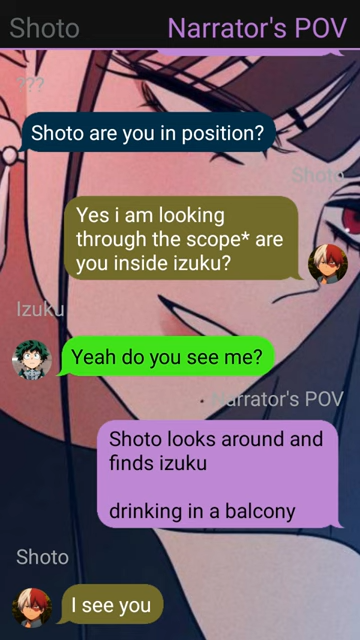 Shoto
Narrator's POV
???
Shoto are you in position?
Shoto
Yes i am looking
through the scope* are
you inside izuku?
Izuku
Yeah do you see me?
Narrator's POV
Shoto looks around and
finds izuku
drinking in a balcony
Shoto
I see you